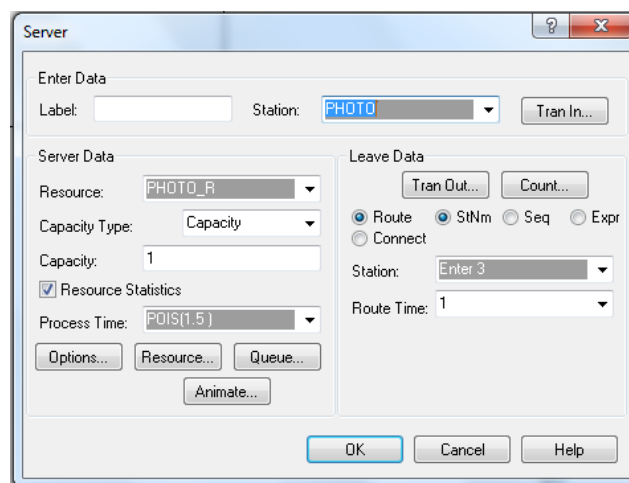 Server
Enter Data
Label: Station: PHOTO Tran In...
Server Data
Resource: PHOTO_R
Capacity Type: Capacity
Capacity: 1
Resource Statistics
Process Time: POIS(1.5 )
Options... Resource... Queue...
Animate...
Leave Data
Tran Out... Count...
Route StNm Seq Expr
Connect
Station: Enter 3
Route Time: 1
OK Cancel Help